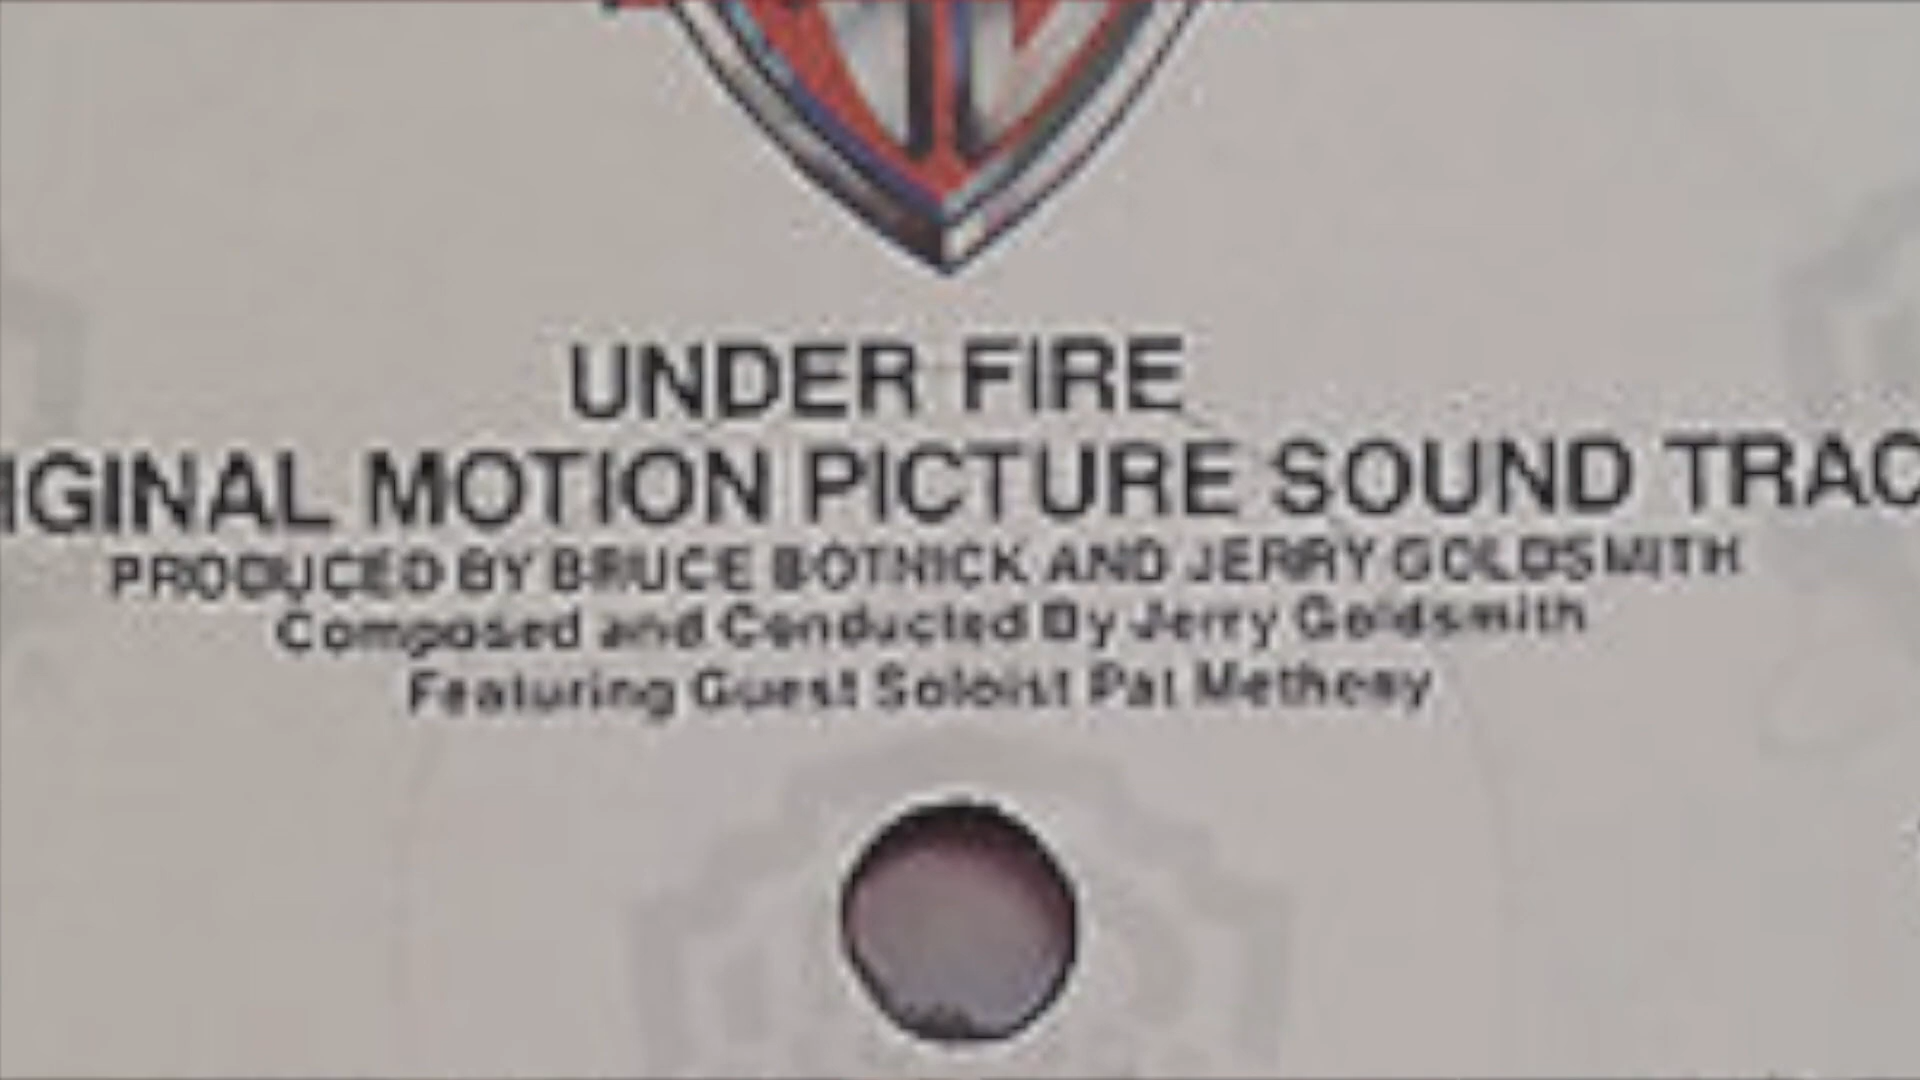 UNDER FIRE
IGINAL MOTION PICTURE SOUND TRAC
PRODUCED BY BRUCE BOTNICK AND JERRY GOLDSMITH
Composed and Conducted By Jerry Goldsmith
Featuring Guest Soloist Pat Metheny